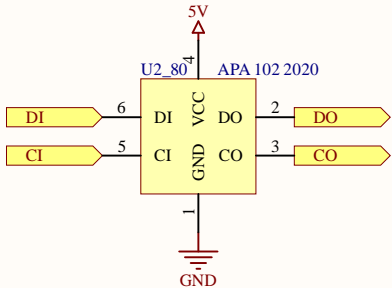 5V
4
U2_80 APA 102 2020
DI 6 DI VCC DO 2 DO
CI 5 CI GND CO 3 CO
1
GND